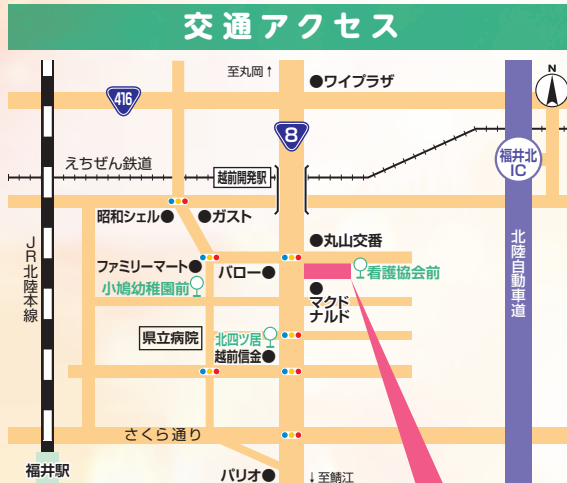 交通アクセス
至丸岡↑
ワイプラザ
N
416
8
福井北
IC
えちぜん鉄道
越前開発駅
昭和シェル
ガスト
丸山交番
JR北陸本線
北陸自動車道
ファミリーマート
バロー
看護協会前
小鳩幼稚園前
マクド
ナルド
県立病院
北四ツ居
越前信金
さくら通り
福井駅
パリオ
↓至鯖江